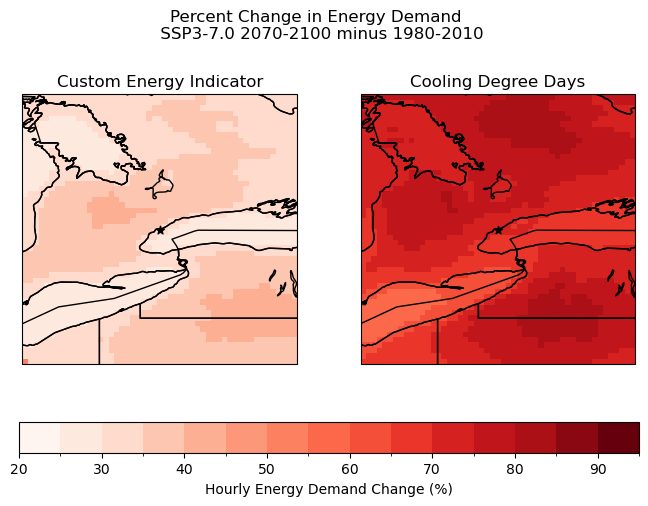 Percent Change in Energy Demand
SSP3-7.0 2070-2100 minus 1980-2010
Custom Energy Indicator
Cooling Degree Days
20 30 40 50 60 70 80 90
Hourly Energy Demand Change (%)